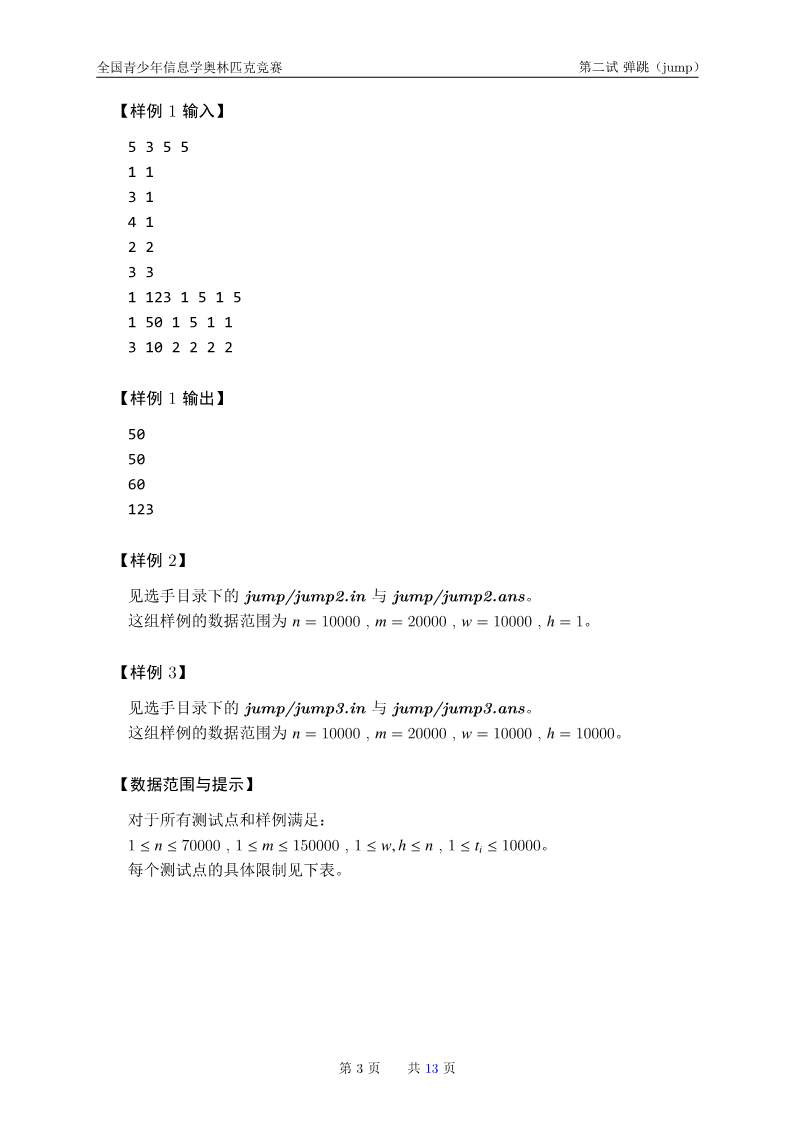 全国青少年信息学奥林匹克竞赛 第二试 弹跳（jump）
【样例 1 输入】
5 3 5 5
1 1
3 1
4 1
2 2
3 3
1 123 1 5 1 5
1 50 1 5 1 1
3 10 2 2 2 2
【样例 1 输出】
50
50
60
123
【样例 2】
见选手目录下的 jump/jump2.in 与 jump/jump2.ans。
这组样例的数据范围为 n = 10000 , m = 20000 , w = 10000 , h = 1。
【样例 3】
见选手目录下的 jump/jump3.in 与 jump/jump3.ans。
这组样例的数据范围为 n = 10000 , m = 20000 , w = 10000 , h = 10000。
【数据范围与提示】
对于所有测试点和样例满足：
1 ≤ n ≤ 70000 , 1 ≤ m ≤ 150000 , 1 ≤ w, h ≤ n , 1 ≤ tᵢ ≤ 10000。
每个测试点的具体限制见下表。
第 3 页 共 13 页